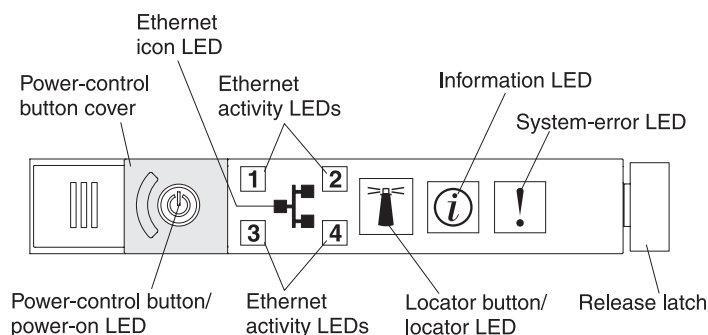 Ethernet
icon LED
Power-control
button cover
Ethernet
activity LEDs
Information LED
System-error LED
1
2
3
4
i
!
Power-control button/
power-on LED
Ethernet
activity LEDs
Locator button/
locator LED
Release latch